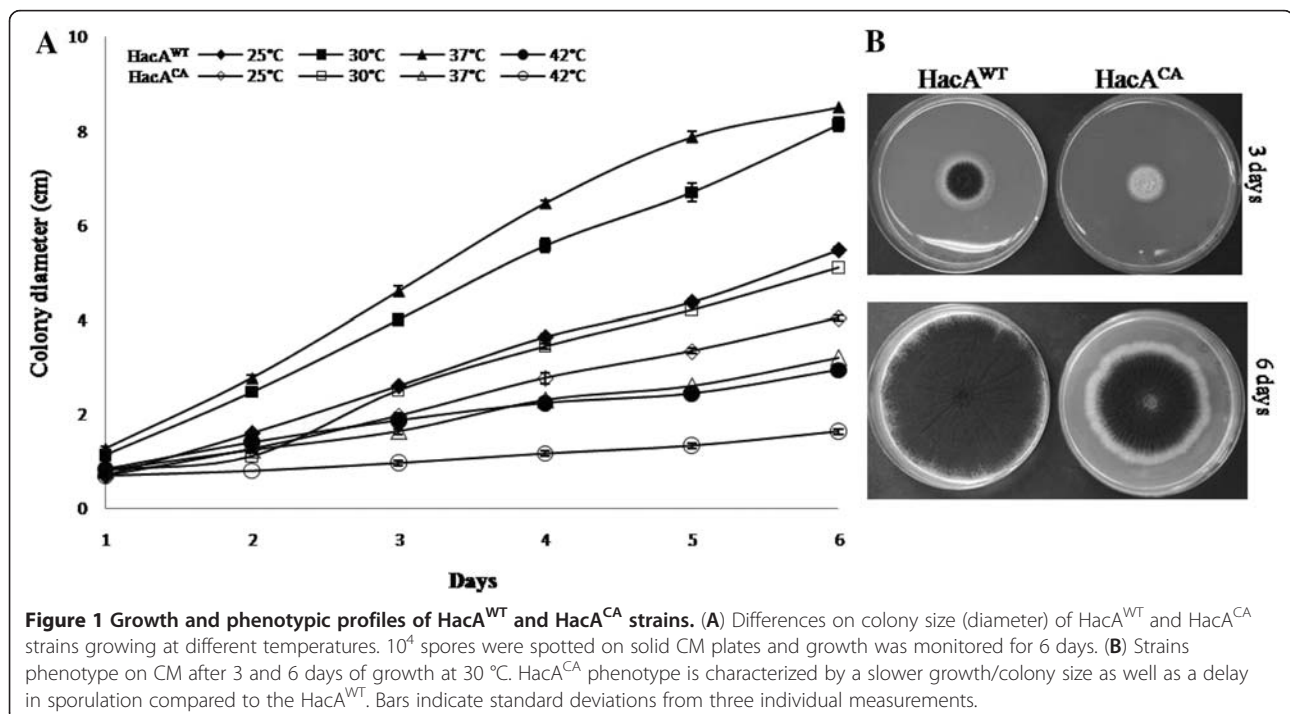 A
B
HacA^WT 25°C 30°C 37°C 42°C
HacA^CA 25°C 30°C 37°C 42°C
10
8
6
4
2
0
Colony diameter (cm)
1 2 3 4 5 6
Days
HacA^WT HacA^CA
3 days
6 days
Figure 1 Growth and phenotypic profiles of HacA^WT and HacA^CA strains. (A) Differences on colony size (diameter) of HacA^WT and HacA^CA
strains growing at different temperatures. 10^4 spores were spotted on solid CM plates and growth was monitored for 6 days. (B) Strains
phenotype on CM after 3 and 6 days of growth at 30 °C. HacA^CA phenotype is characterized by a slower growth/colony size as well as a delay
in sporulation compared to the HacA^WT. Bars indicate standard deviations from three individual measurements.